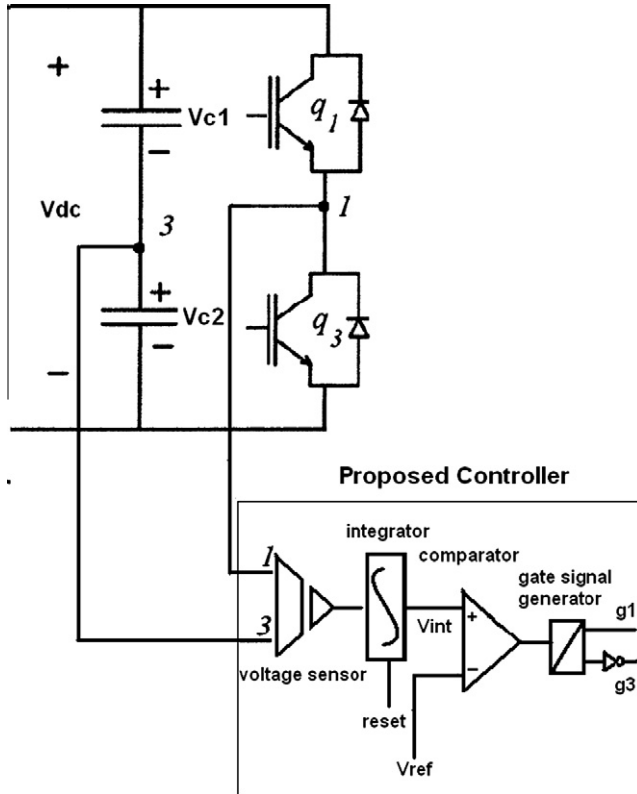 +
+
Vc1
−
q1
Vdc
3
1
+
Vc2
−
q3
−
Proposed Controller
integrator
comparator
gate signal
generator
1
3
+
−
Vint
g1
g3
voltage sensor
reset
Vref